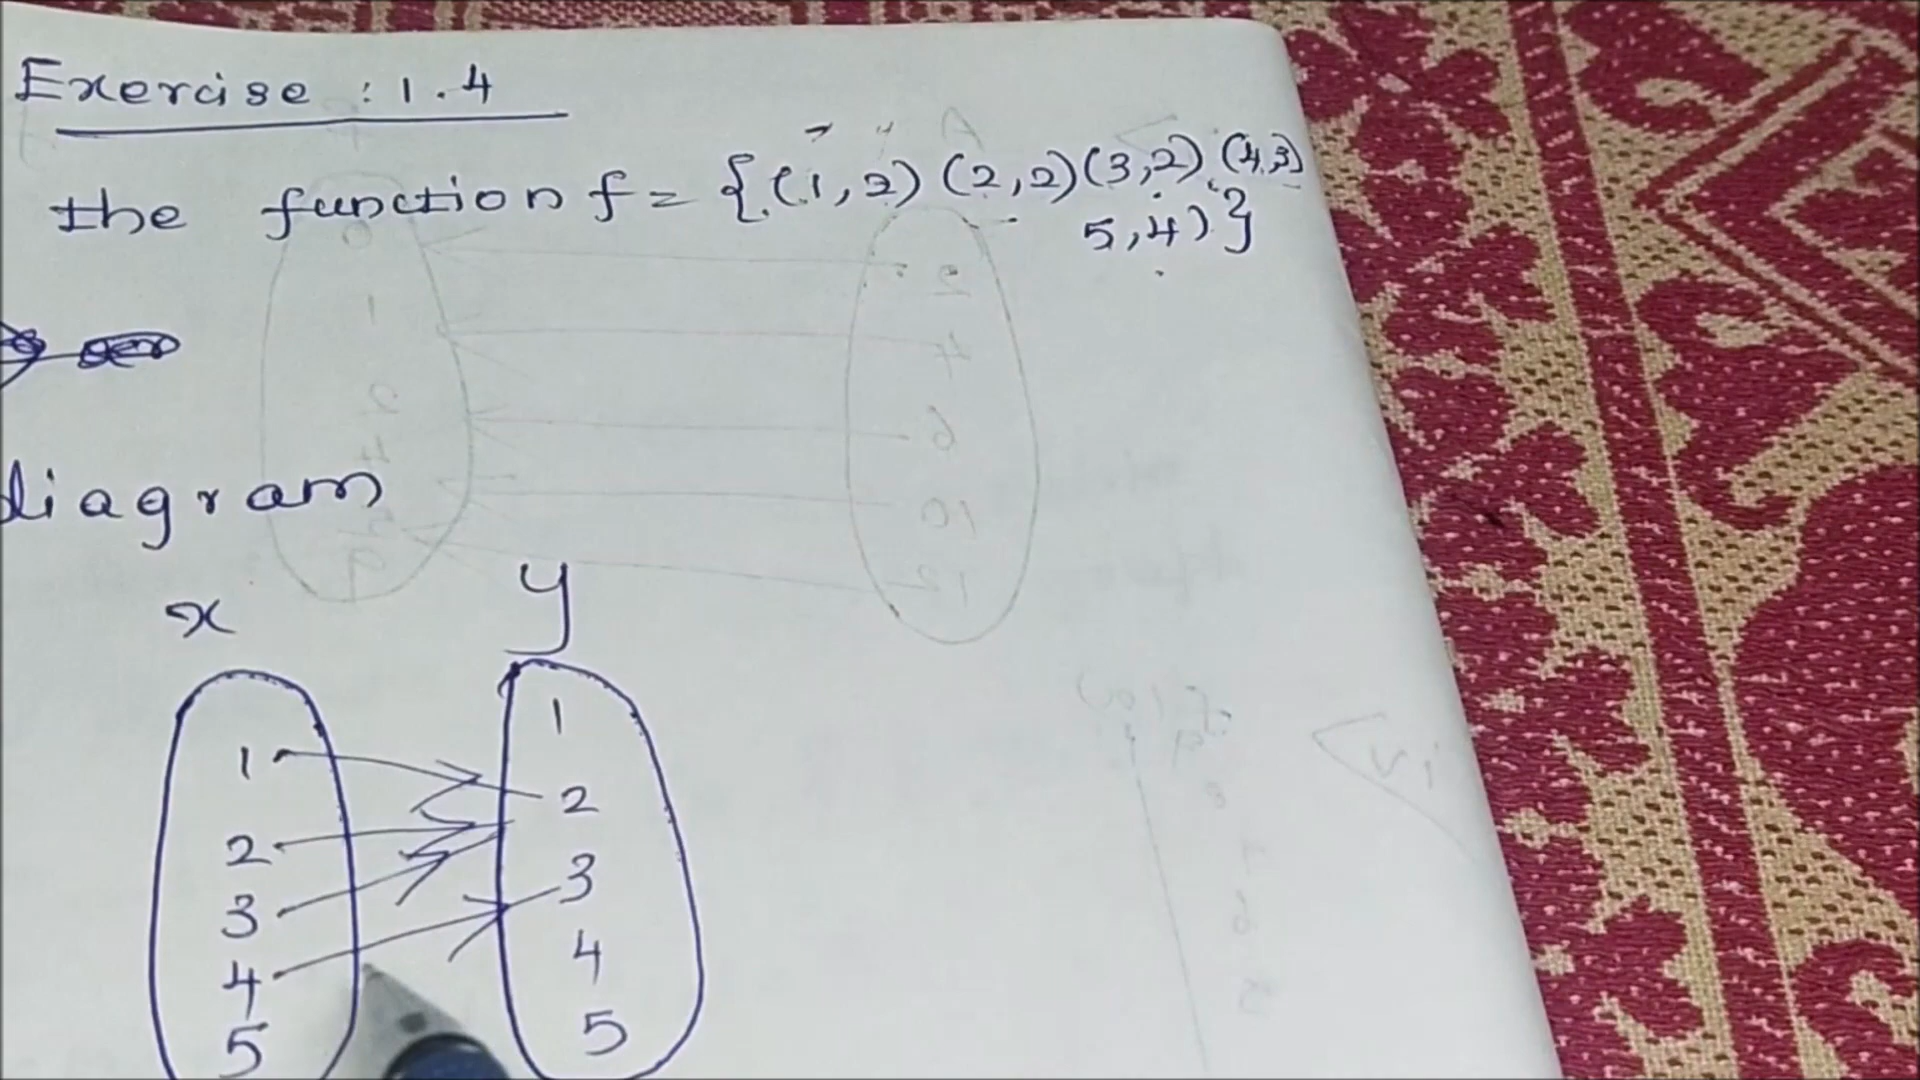 Exercise : 1.4
the function f = {(1,2) (2,2) (3,2) (4,3)
5,4)}
diagram
x y
1
1
2
2
3
3
4
4
5
5